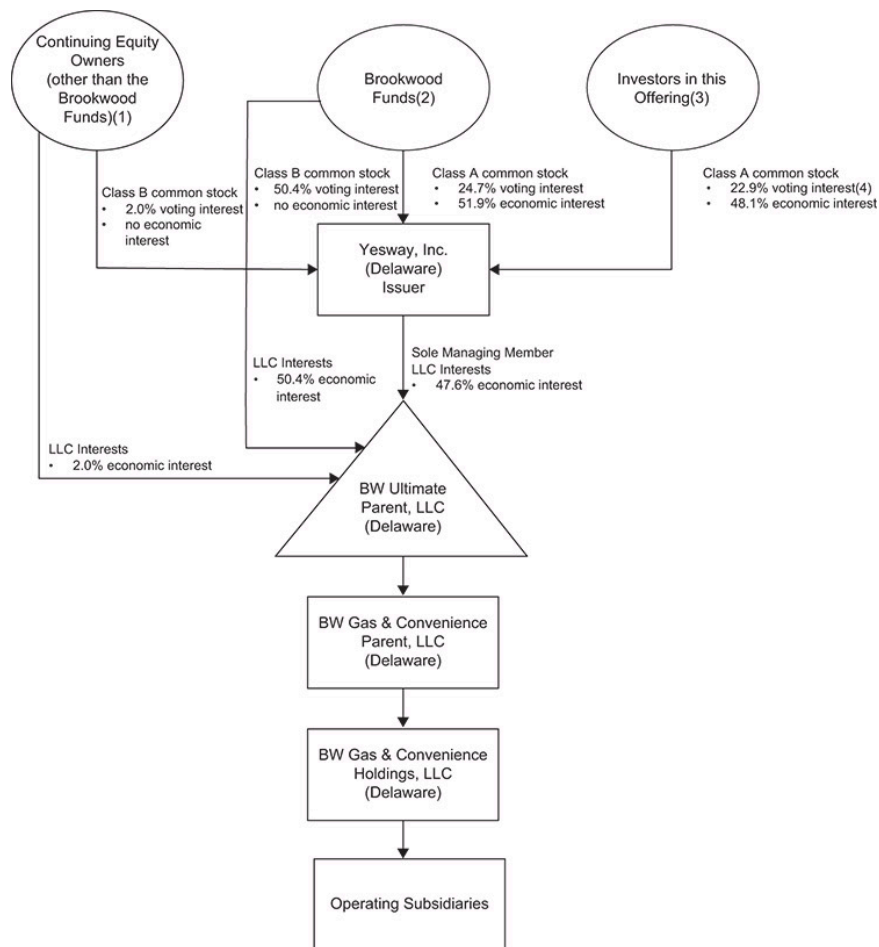 Continuing Equity
Owners
(other than the
Brookwood
Funds)(1)
Brookwood
Funds(2)
Investors in this
Offering(3)
Class B common stock
• 2.0% voting interest
• no economic
interest
Class B common stock
• 50.4% voting interest
• no economic interest
Class A common stock
• 24.7% voting interest
• 51.9% economic interest
Class A common stock
• 22.9% voting interest(4)
• 48.1% economic interest
Yesway, Inc.
(Delaware)
Issuer
LLC Interests
• 50.4% economic
interest
Sole Managing Member
LLC Interests
• 47.6% economic interest
LLC Interests
• 2.0% economic interest
BW Ultimate
Parent, LLC
(Delaware)
BW Gas & Convenience
Parent, LLC
(Delaware)
BW Gas & Convenience
Holdings, LLC
(Delaware)
Operating Subsidiaries